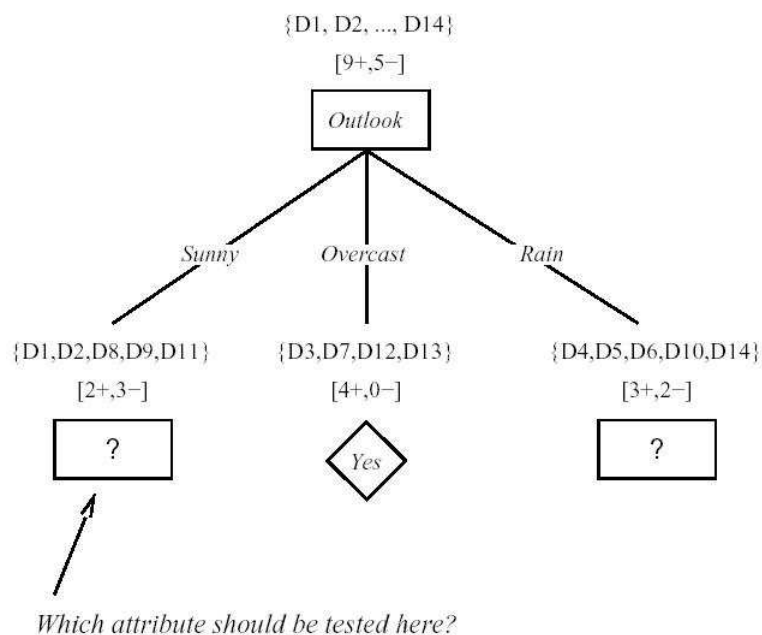 {D1, D2, ..., D14}
[9+,5−]
Outlook
Sunny Overcast Rain
{D1,D2,D8,D9,D11} {D3,D7,D12,D13} {D4,D5,D6,D10,D14}
[2+,3−] [4+,0−] [3+,2−]
? Yes ?
Which attribute should be tested here?